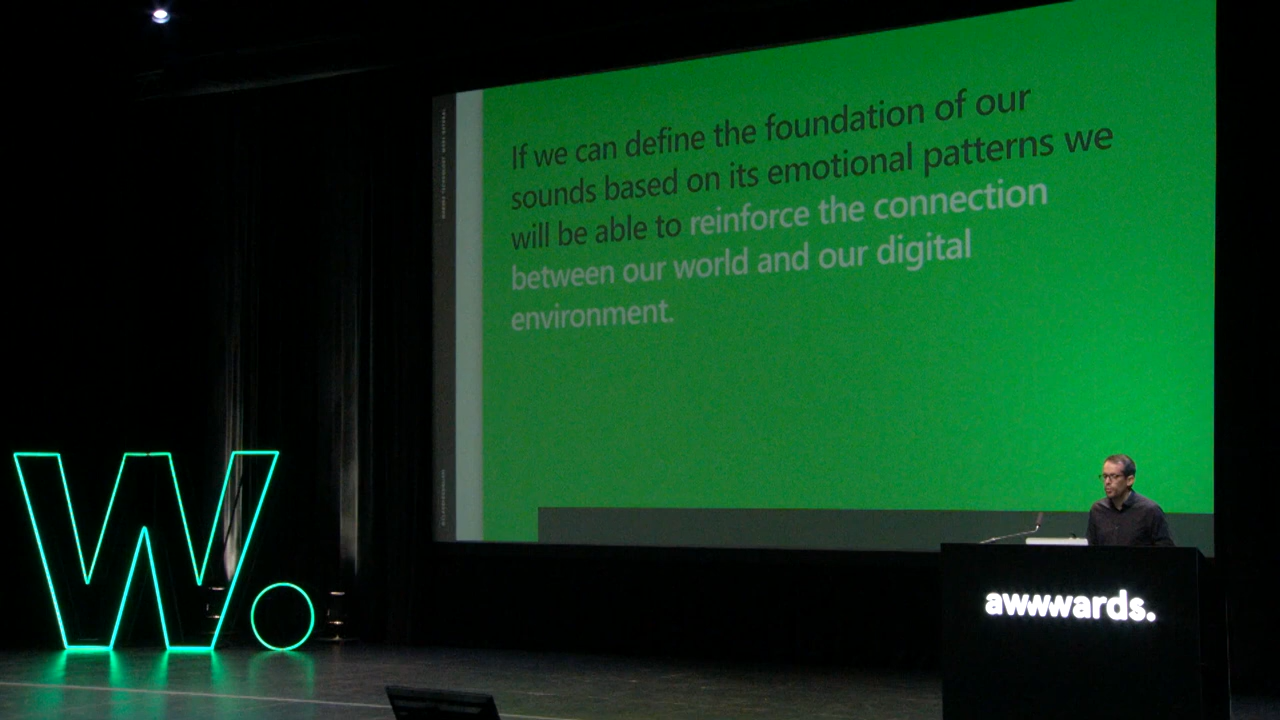 If we can define the foundation of our
sounds based on its emotional patterns we
will be able to reinforce the connection
between our world and our digital
environment.
W.
awwwards.